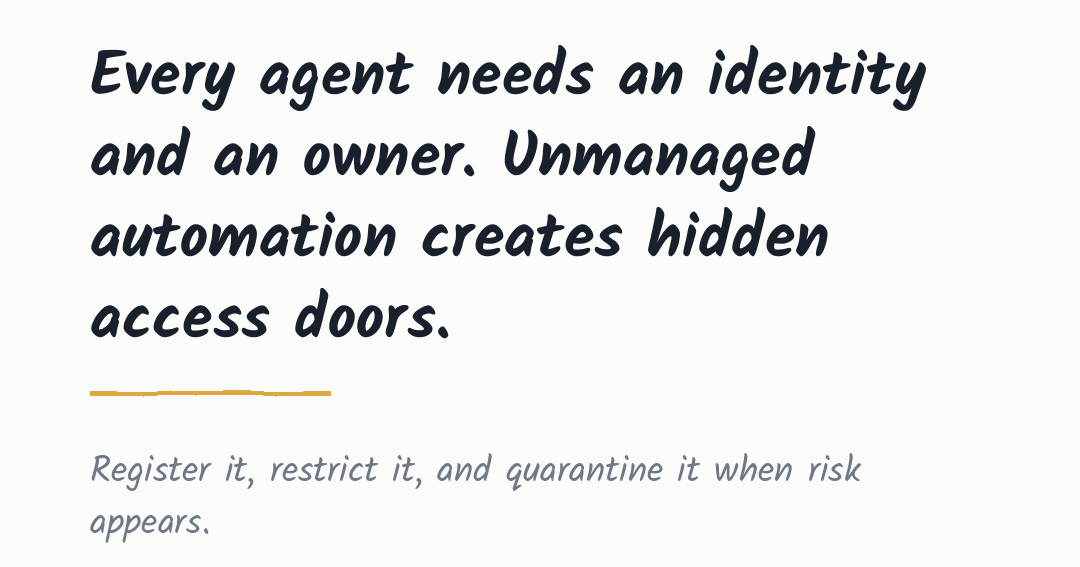 Every agent needs an identity
and an owner. Unmanaged
automation creates hidden
access doors.
Register it, restrict it, and quarantine it when risk
appears.